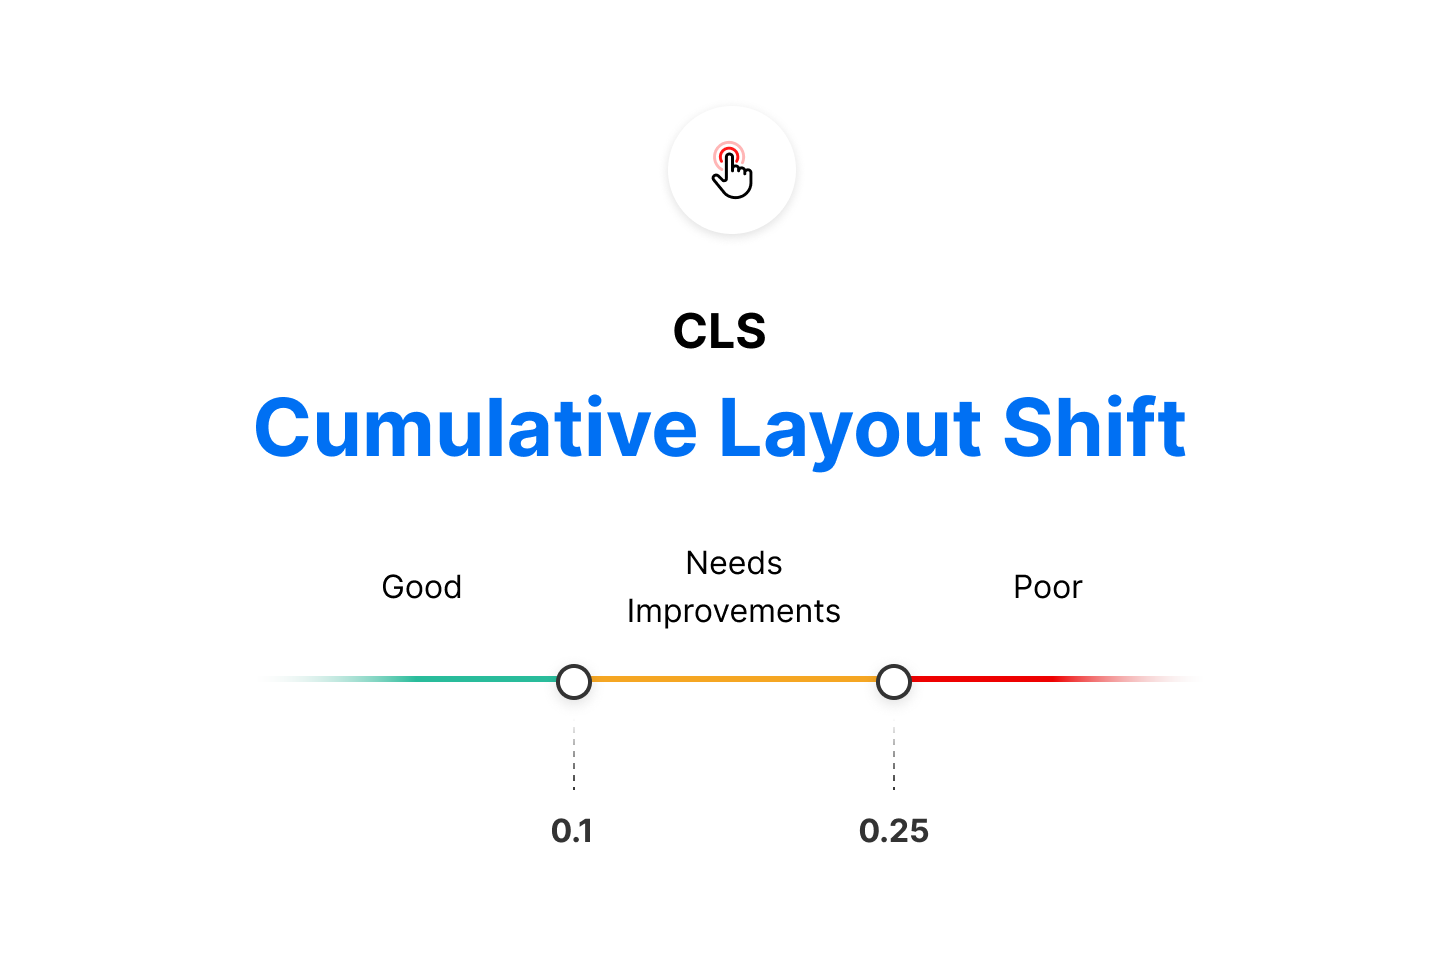 CLS
Cumulative Layout Shift
Good
Needs
Improvements
Poor
0.1
0.25